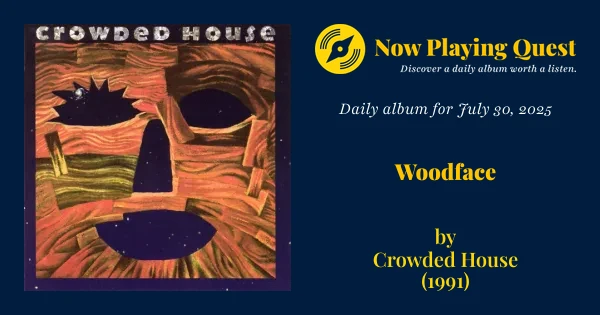 CROWDED HOUSE
Now Playing Quest
Discover a daily album worth a listen.
Daily album for July 30, 2025
Woodface
by
Crowded House
(1991)